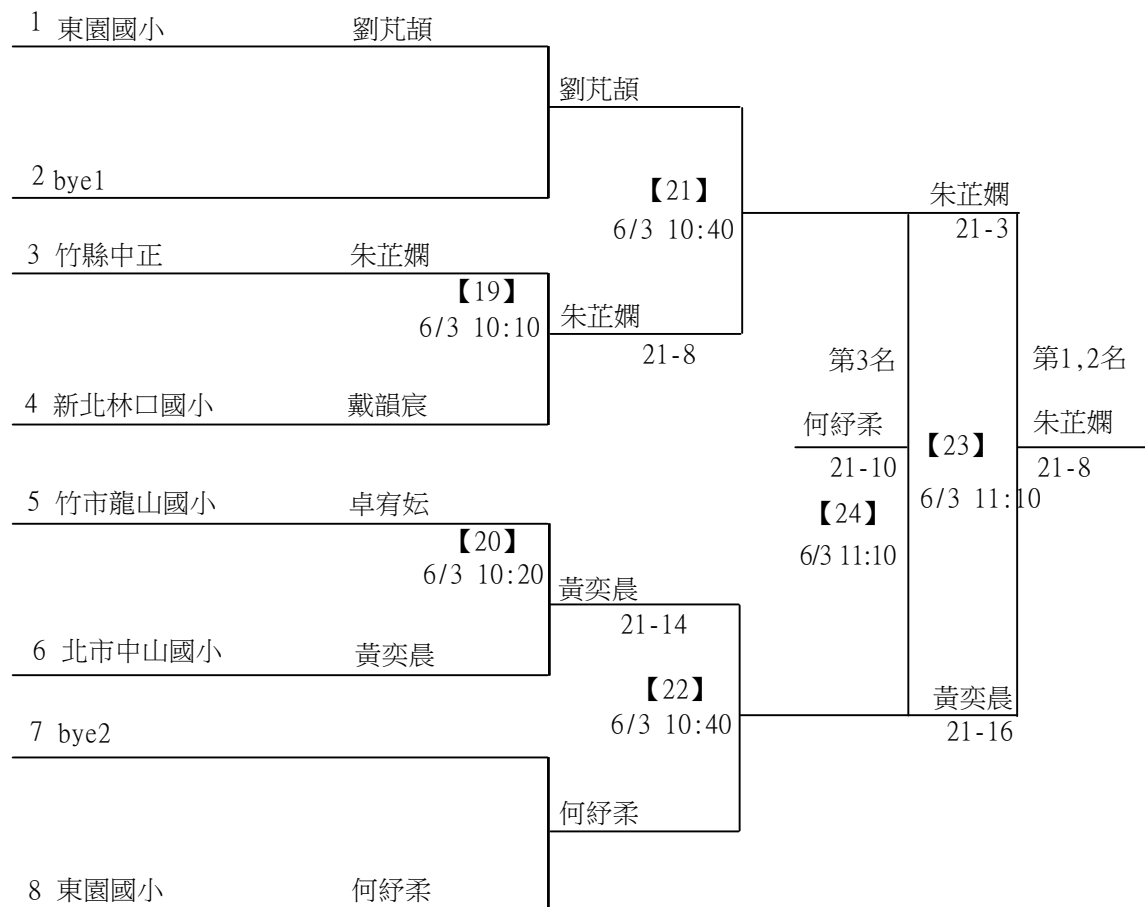 1 東園國小 劉芃頡
劉芃頡
2 bye1
【21】
6/3 10:40
朱芷嫻
21-3
3 竹縣中正 朱芷嫻
【19】
6/3 10:10
朱芷嫻
21-8
4 新北林口國小 戴韻宸
第3名
第1,2名
何紓柔
21-10
【23】
6/3 11:10
朱芷嫻
21-8
【24】
6/3 11:10
5 竹市龍山國小 卓宥妘
【20】
6/3 10:20
黃奕晨
21-14
6 北市中山國小 黃奕晨
【22】
6/3 10:40
黃奕晨
21-16
7 bye2
何紓柔
8 東園國小 何紓柔